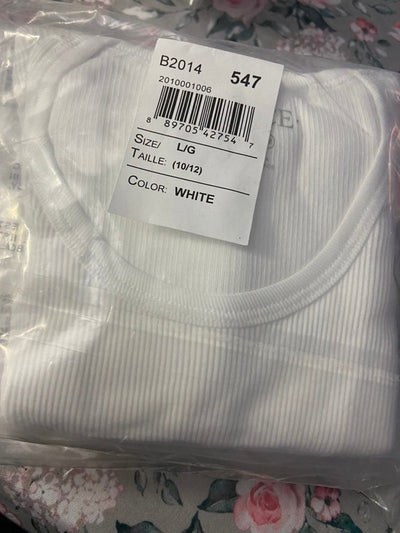 B2014 547
2010001006
8 89705 42754 7
SIZE/ L/G
TAILLE: (10/12)
COLOR: WHITE